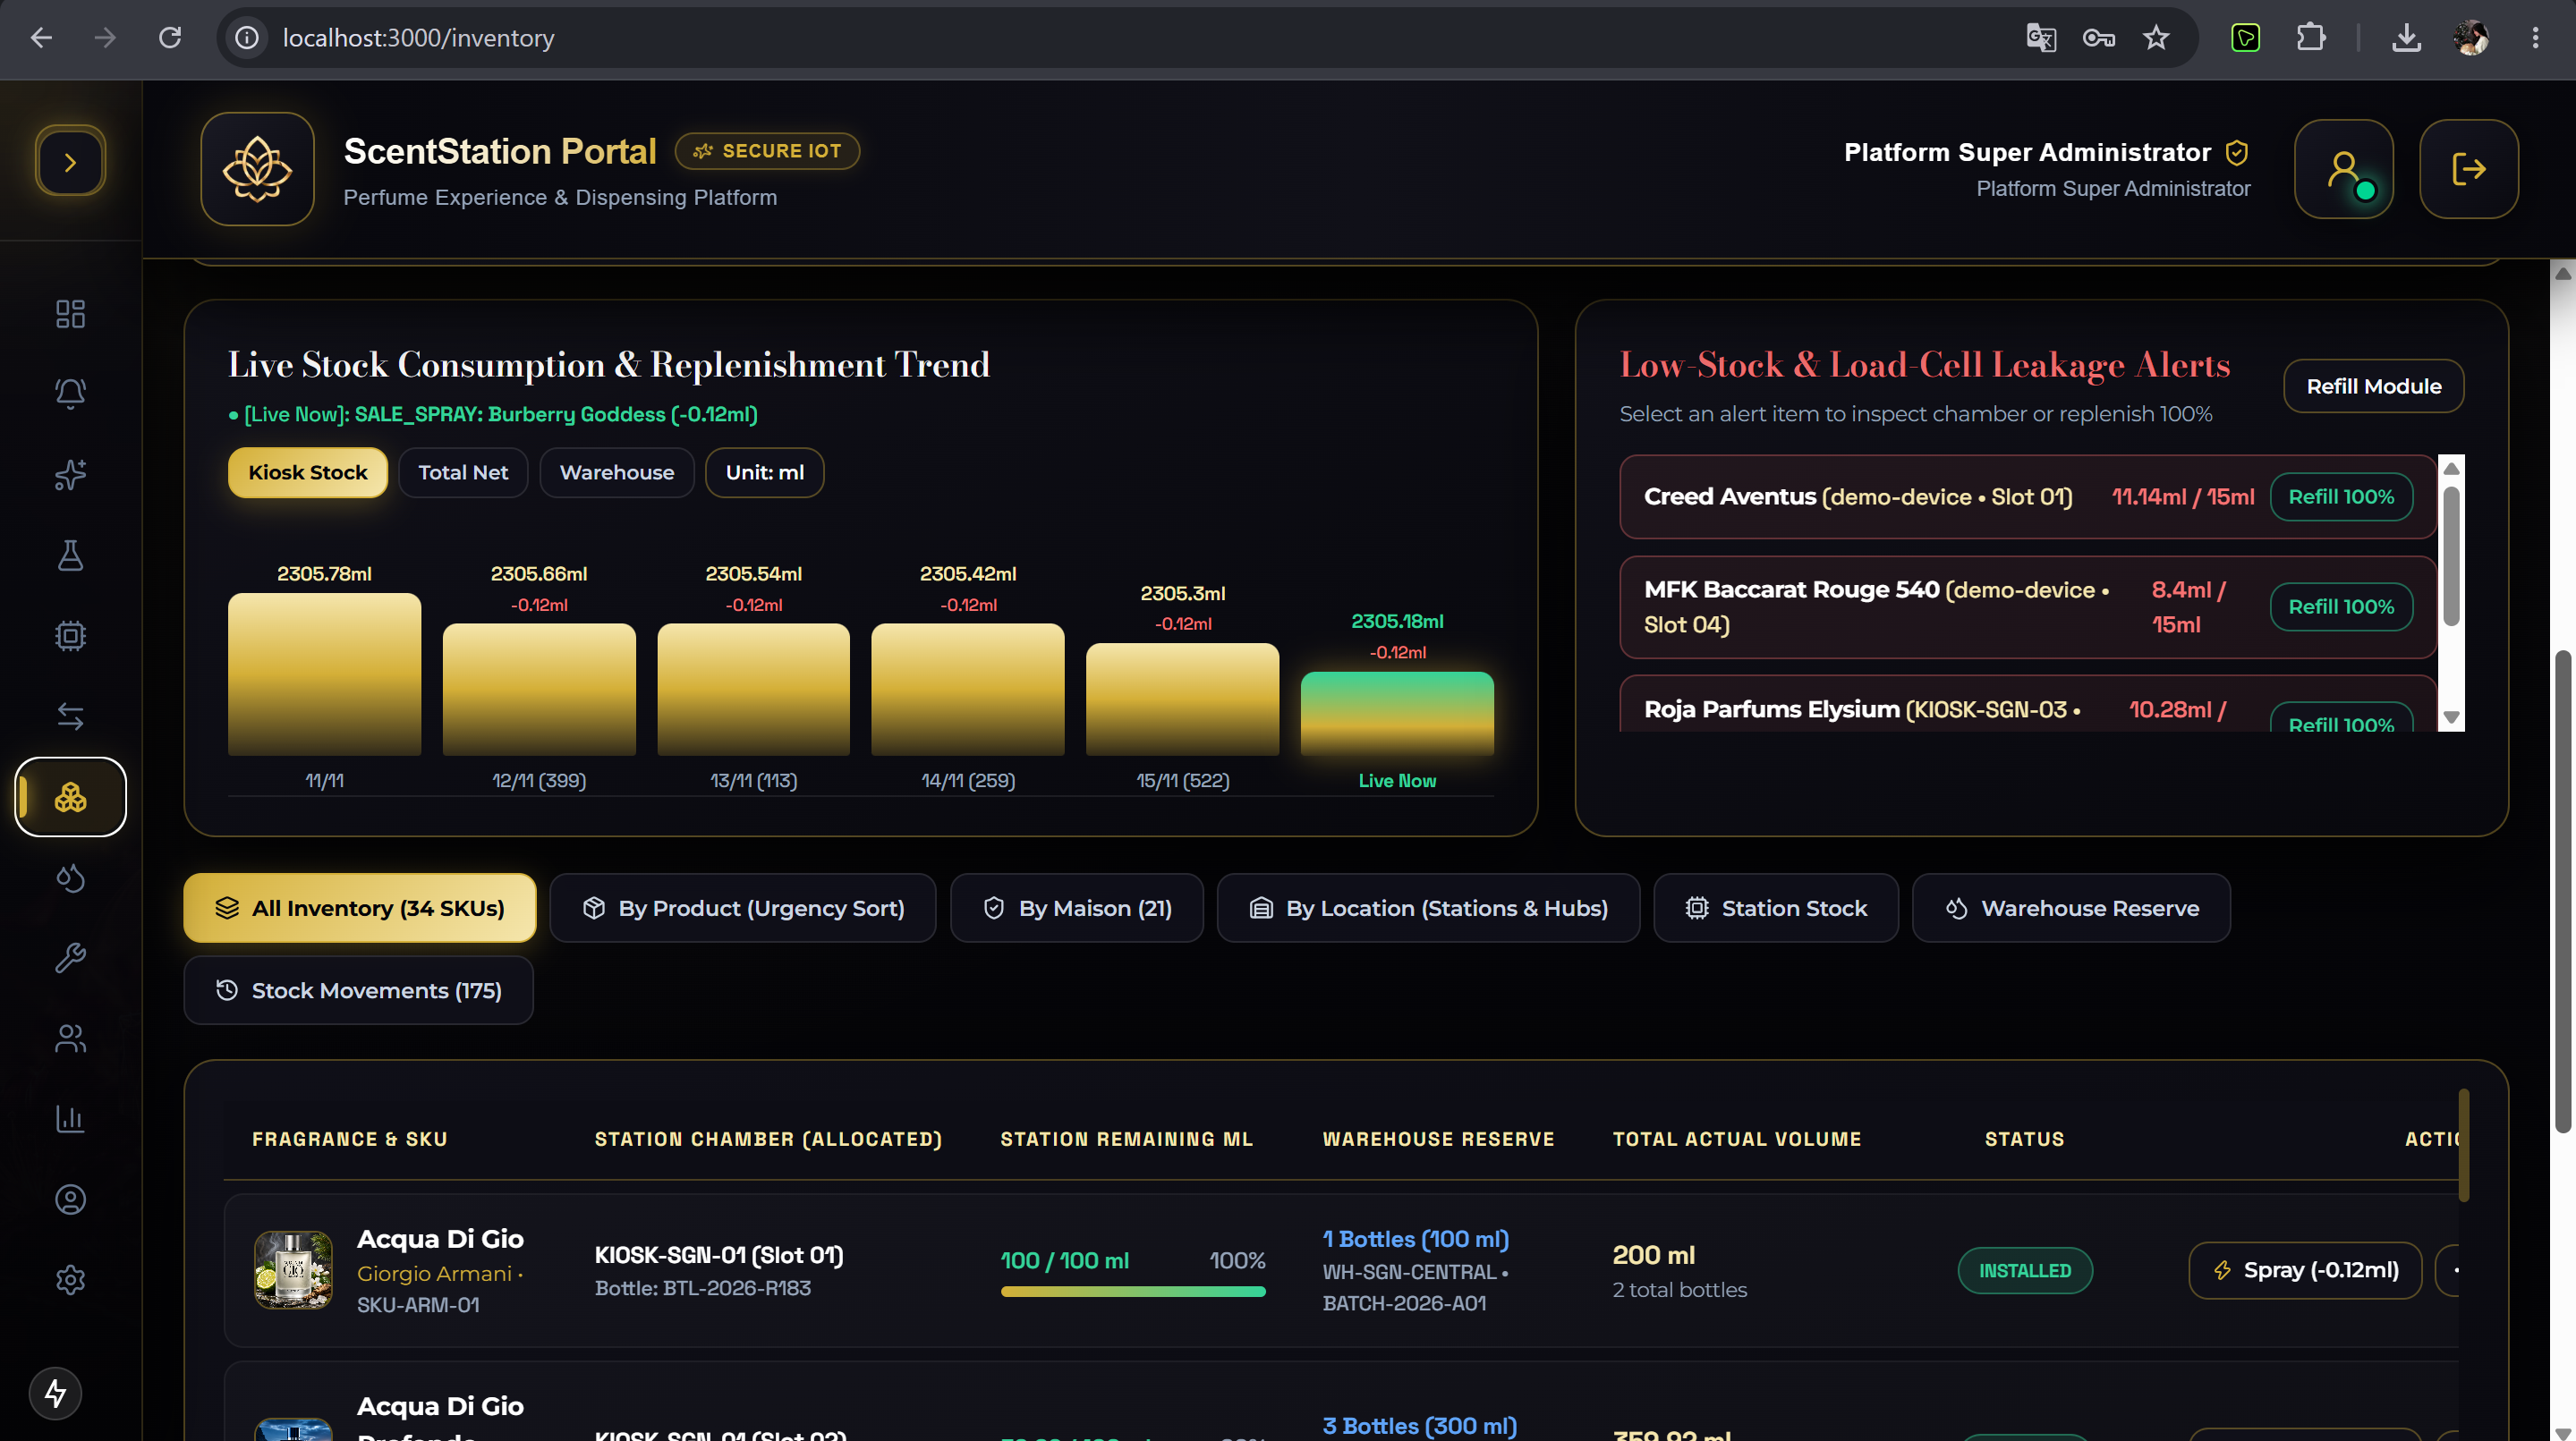 localhost:3000/inventory
ScentStation Portal
SECURE IOT
Perfume Experience & Dispensing Platform
Platform Super Administrator
Platform Super Administrator
Live Stock Consumption & Replenishment Trend
• [Live Now]: SALE_SPRAY: Burberry Goddess (-0.12ml)
Kiosk Stock
Total Net
Warehouse
Unit: ml
2305.78ml
2305.66ml
-0.12ml
2305.54ml
-0.12ml
2305.42ml
-0.12ml
2305.3ml
-0.12ml
2305.18ml
-0.12ml
11/11
12/11 (399)
13/11 (113)
14/11 (259)
15/11 (522)
Live Now
Low-Stock & Load-Cell Leakage Alerts
Select an alert item to inspect chamber or replenish 100%
Refill Module
Creed Aventus (demo-device • Slot 01)
11.14ml / 15ml
Refill 100%
MFK Baccarat Rouge 540 (demo-device •
Slot 04)
8.4ml /
15ml
Refill 100%
Roja Parfums Elysium (KIOSK-SGN-03 •
10.28ml /
Refill 100%
All Inventory (34 SKUs)
By Product (Urgency Sort)
By Maison (21)
By Location (Stations & Hubs)
Station Stock
Warehouse Reserve
Stock Movements (175)
FRAGRANCE & SKU
STATION CHAMBER (ALLOCATED)
STATION REMAINING ML
WAREHOUSE RESERVE
TOTAL ACTUAL VOLUME
STATUS
Acqua Di Gio
Giorgio Armani •
SKU-ARM-01
KIOSK-SGN-01 (Slot 01)
Bottle: BTL-2026-R183
100 / 100 ml
100%
1 Bottles (100 ml)
WH-SGN-CENTRAL •
BATCH-2026-A01
200 ml
2 total bottles
INSTALLED
Spray (-0.12ml)
Acqua Di Gio
KIOSK-SGN-01 (Slot 02)
3 Bottles (300 ml)
359.92 ml